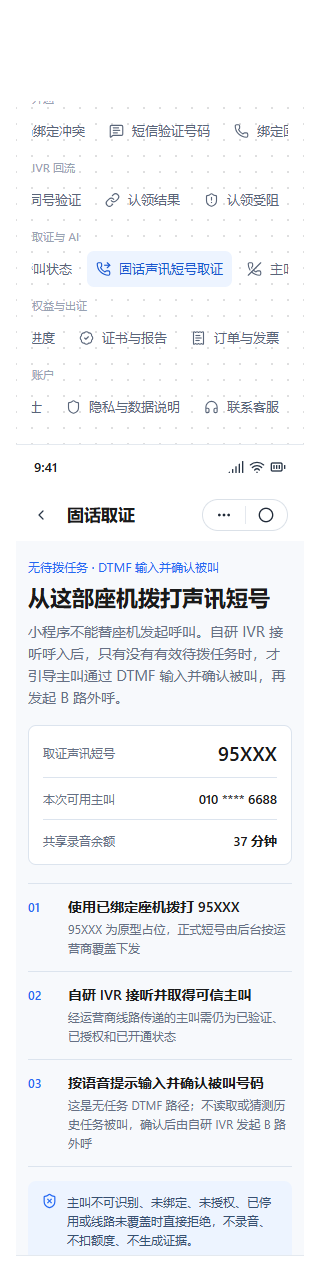 绑定冲突 短信验证号码
IVR 回流
司号验证 认领结果 认领受阻
取证与 AI
叫状态 固话声讯短号取证 主叫
权益与出证
进度 证书与报告 订单与发票
账户
隐私与数据说明 联系客服
9:41
固话取证
无待拨任务 · DTMF 输入并确认被叫
从这部座机拨打声讯短号
小程序不能替座机发起呼叫。自研 IVR 接
听呼入后，只有没有有效待拨任务时，才
引导主叫通过 DTMF 输入并确认被叫，再
发起 B 路外呼。
取证声讯短号 95XXX
本次可用主叫 010 **** 6688
共享录音余额 37 分钟
01 使用已绑定座机拨打 95XXX
95XXX 为原型占位，正式短号由后台按运
营商覆盖下发
02 自研 IVR 接听并取得可信主叫
经运营商线路传递的主叫需仍为已验证、
已授权和已开通状态
03 按语音提示输入并确认被叫号码
这是无任务 DTMF 路径；不读取或猜测历
史任务被叫，确认后由自研 IVR 发起 B 路
外呼
主叫不可识别、未绑定、未授权、已停
用或线路未覆盖时直接拒绝，不录音、
不扣额度、不生成证据。